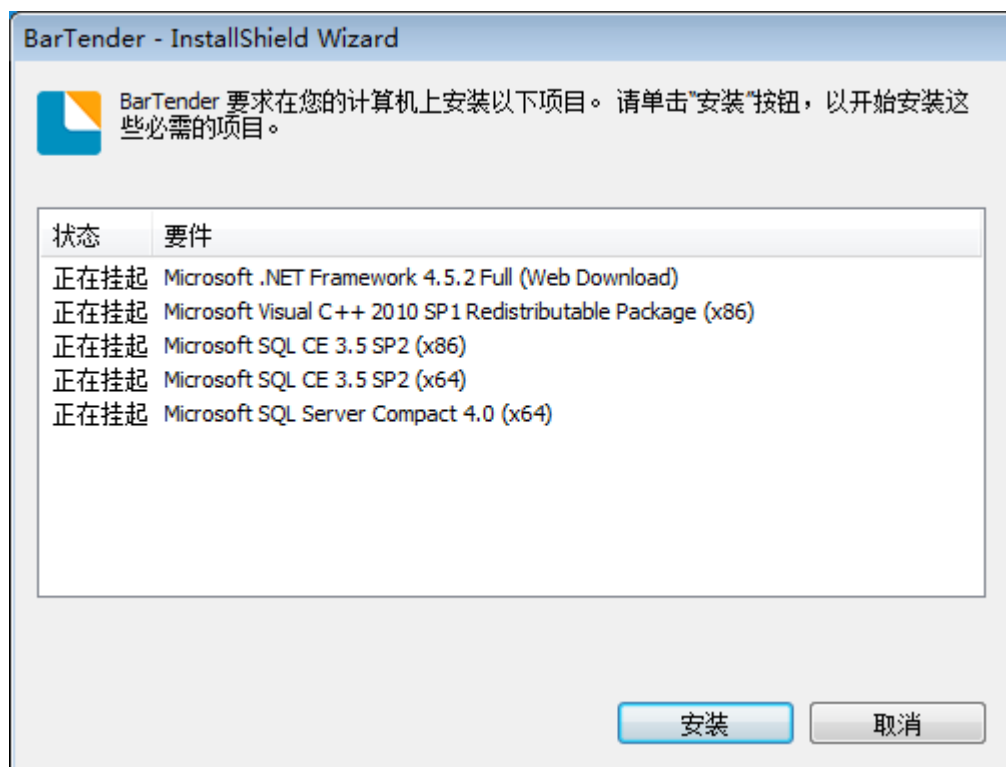 BarTender - InstallShield Wizard
BarTender 要求在您的计算机上安装以下项目。 请单击"安装"按钮，以开始安装这
些必需的项目。
状态 要件
正在挂起 Microsoft .NET Framework 4.5.2 Full (Web Download)
正在挂起 Microsoft Visual C++ 2010 SP1 Redistributable Package (x86)
正在挂起 Microsoft SQL CE 3.5 SP2 (x86)
正在挂起 Microsoft SQL CE 3.5 SP2 (x64)
正在挂起 Microsoft SQL Server Compact 4.0 (x64)
安装 取消